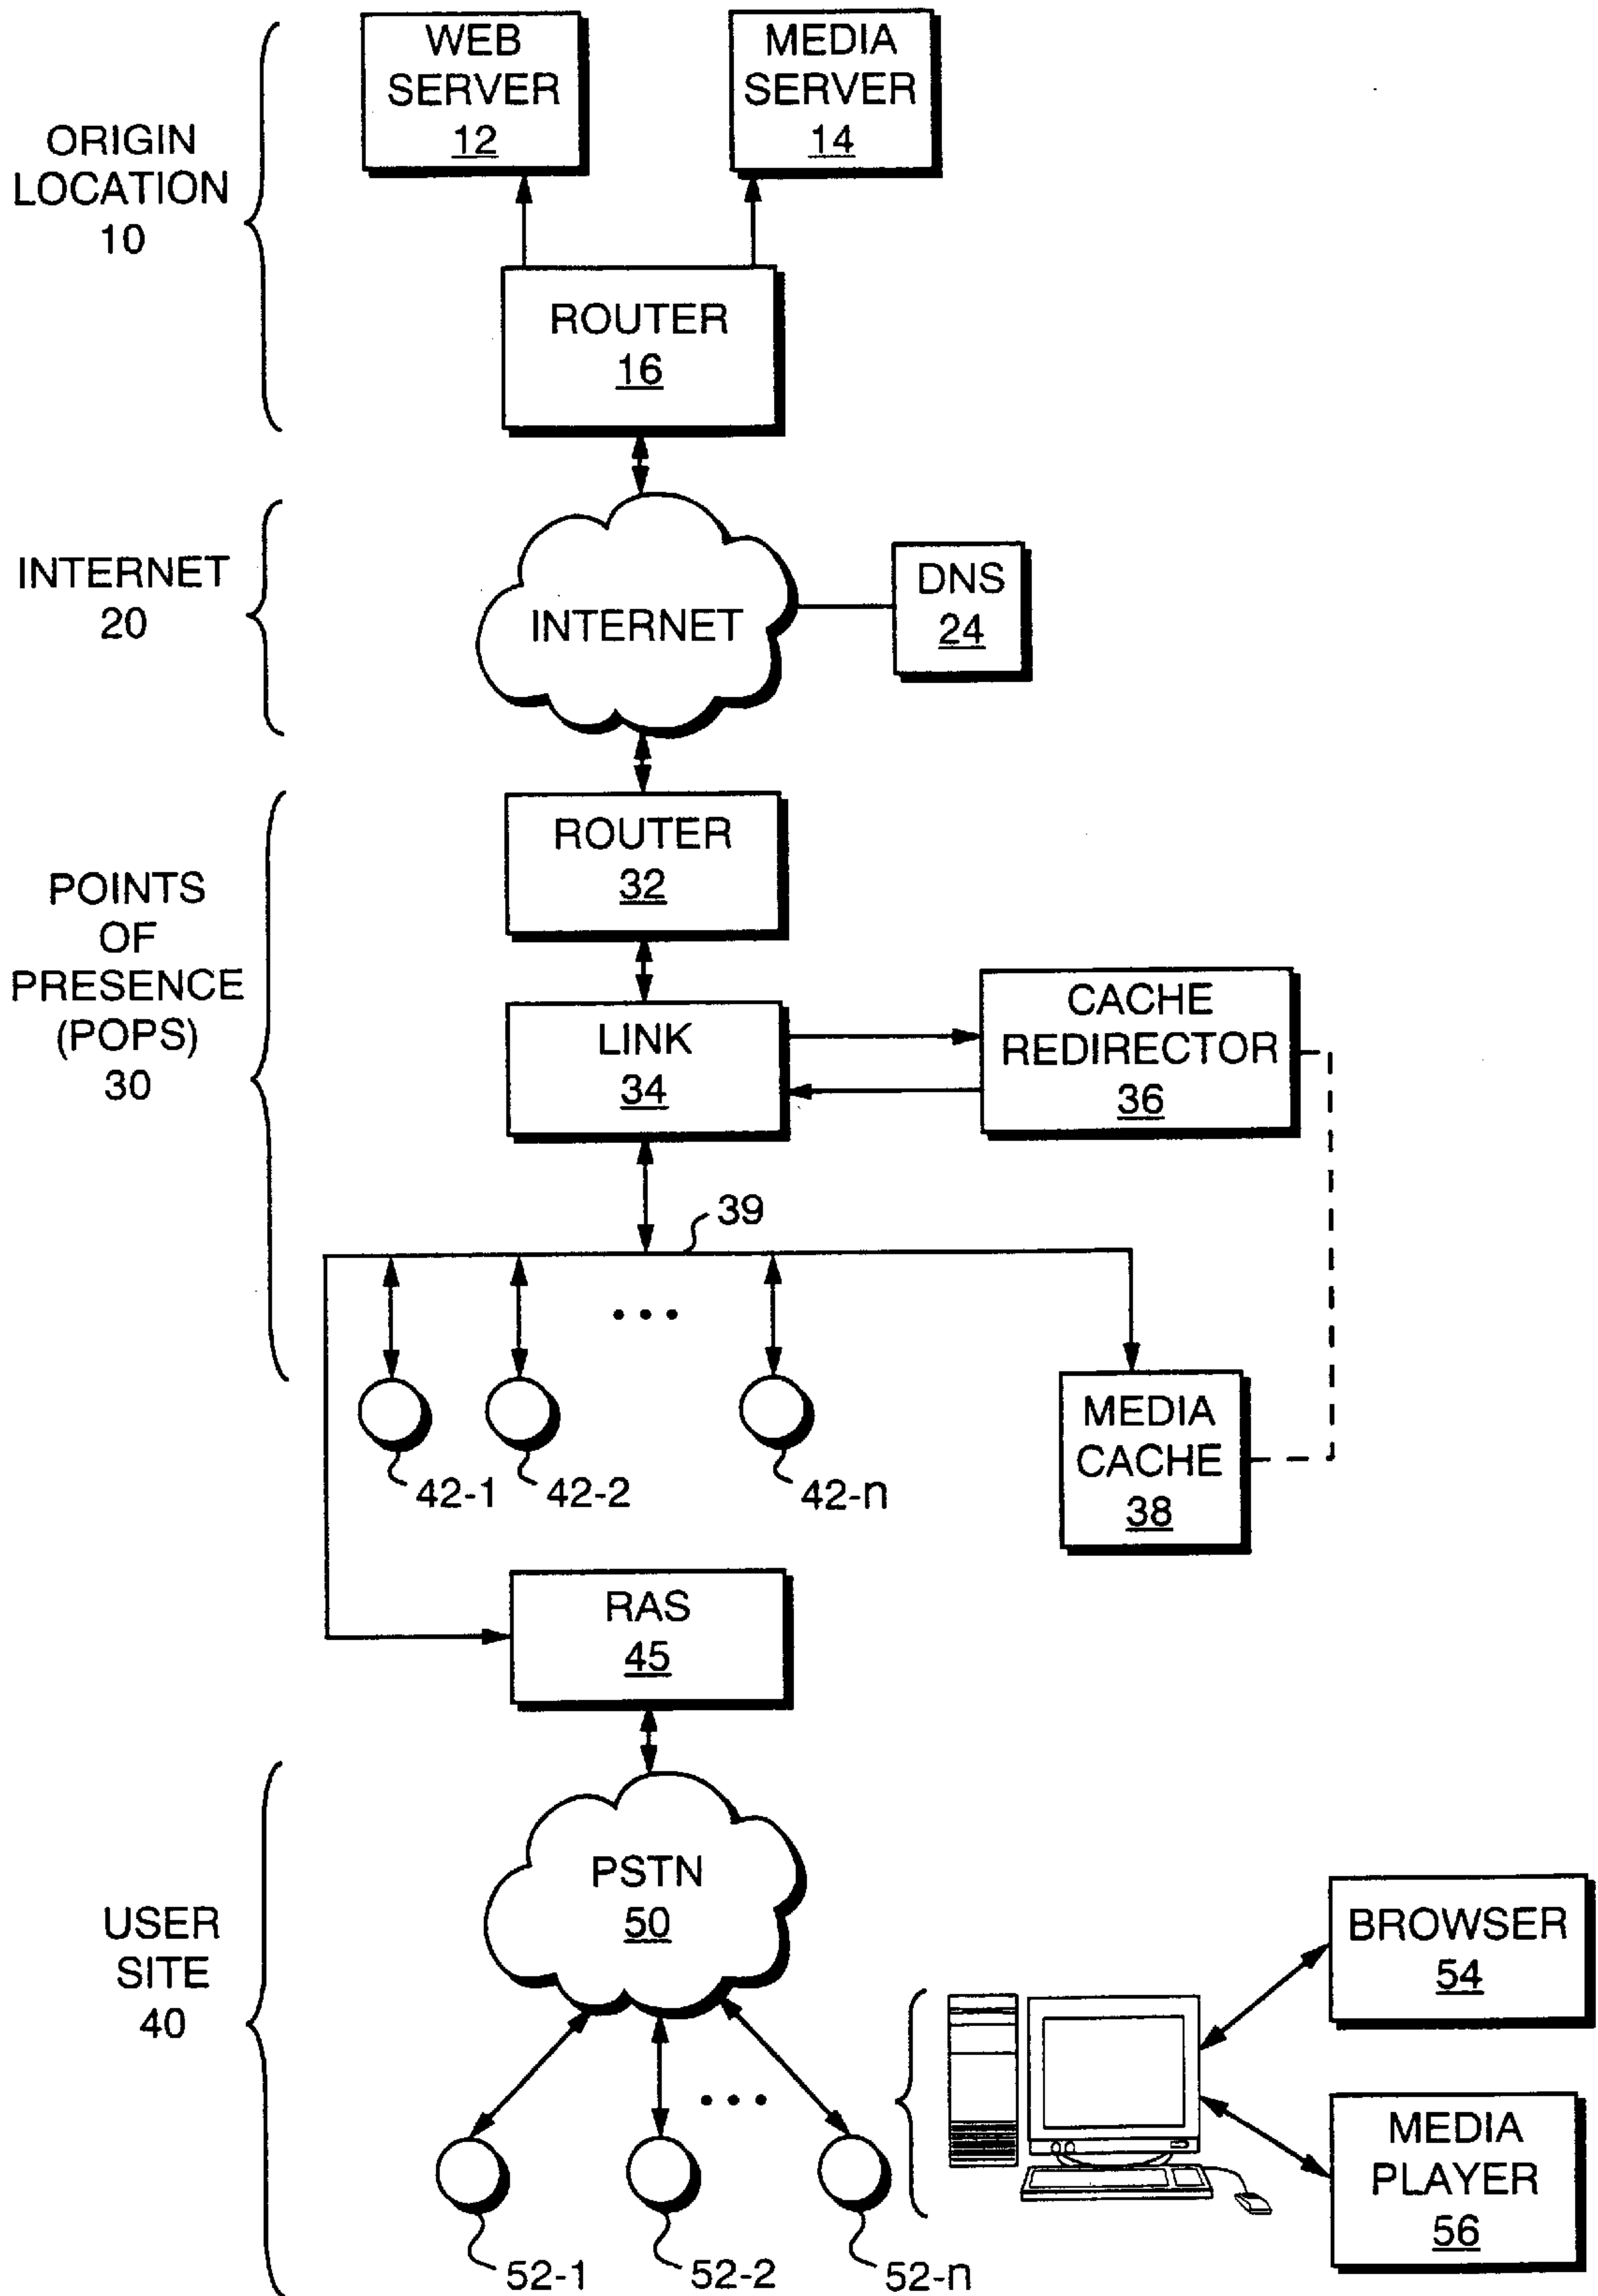 WEB
SERVER
12
MEDIA
SERVER
14
ORIGIN
LOCATION
10
ROUTER
16
INTERNET
20
INTERNET
DNS
24
ROUTER
32
POINTS
OF
PRESENCE
(POPS)
30
LINK
34
CACHE
REDIRECTOR
36
39
42-1
42-2
42-n
MEDIA
CACHE
38
RAS
45
PSTN
50
USER
SITE
40
BROWSER
54
MEDIA
PLAYER
56
52-1
52-2
52-n